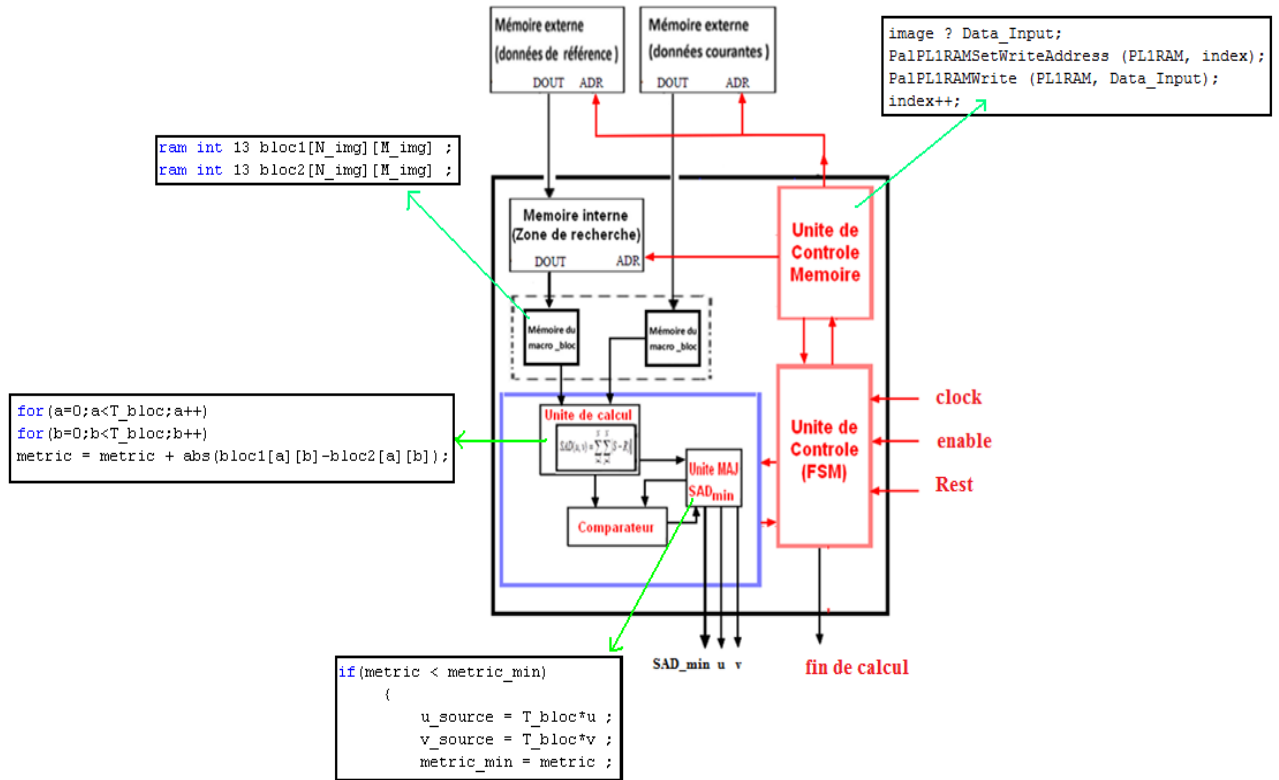 Mémoire externe
(données de référence)
DOUT ADR
Mémoire externe
(données courantes )
DOUT ADR
image ? Data_Input;
PalPL1RAMSetWriteAddress (PL1RAM, index);
PalPL1RAMWrite (PL1RAM, Data_Input);
index++;
ram int 13 bloc1[N_img][M_img] ;
ram int 13 bloc2[N_img][M_img] ;
Memoire interne
(Zone de recherche)
DOUT ADR
Unite de
Controle
Memoire
Mémoire du
macro _bloc
Mémoire du
macro _bloc
for(a=0;a<T_bloc;a++)
for(b=0;b<T_bloc;b++)
metric = metric + abs(bloc1[a][b]-bloc2[a][b]);
Unite de calcul
Unite MAJ
SADmin
Comparateur
Unite de
Controle
(FSM)
clock
enable
Rest
SAD_min u v
fin de calcul
if(metric < metric_min)
{
u_source = T_bloc*u ;
v_source = T_bloc*v ;
metric_min = metric ;